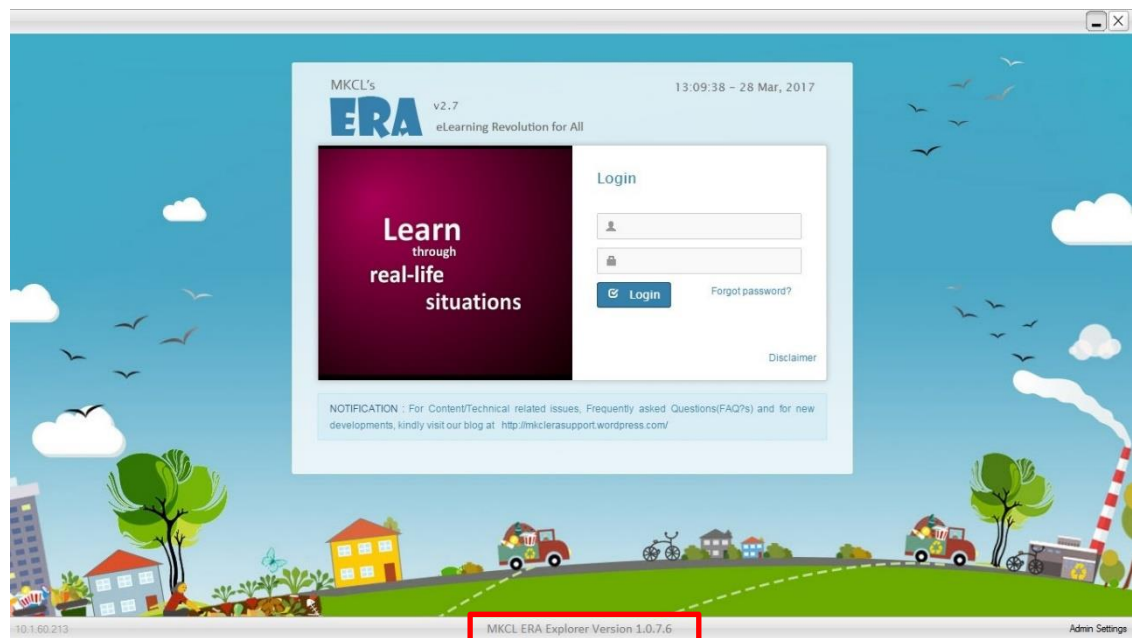 MKCL's
13:09:38 - 28 Mar, 2017
ERA
v2.7
eLearning Revolution for All
Learn
through
real-life
situations
Login
Login
Forgot password?
Disclaimer
NOTIFICATION : For Content/Technical related issues, Frequently asked Questions(FAQ?s) and for new
developments, kindly visit our blog at http://mkclerasupport.wordpress.com/
10.1.60.213
MKCL ERA Explorer Version 1.0.7.6
Admin Settings